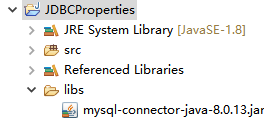 JDBCProperties
JRE System Library [JavaSE-1.8]
src
Referenced Libraries
libs
mysql-connector-java-8.0.13.jar